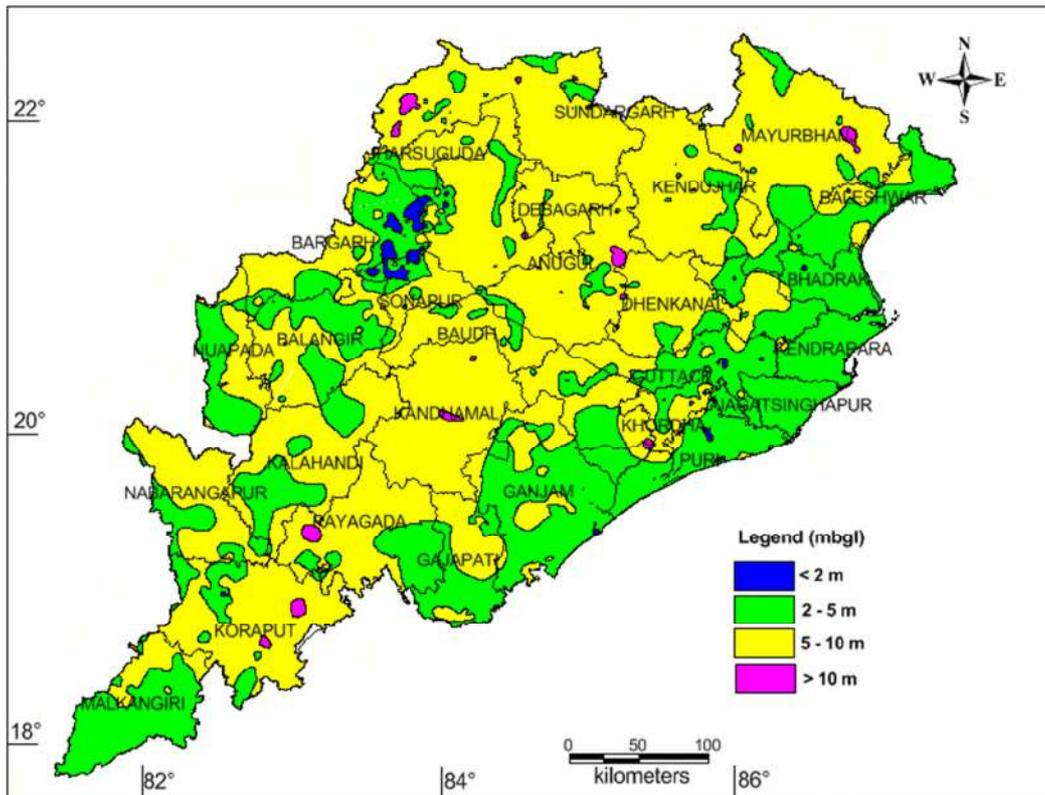 N
W E
S
22°
SUNDARGARH
MAYURBHANJ
JHARSUGUDA
KENDUJHAR
BALESHWAR
DEBAGARH
BARGARH
ANUGUL
BHADRAK
SONAPUR
DHENKANAL
BAUDH
BALANGIR
NUAPADA
KENDRAPARA
CUTTACK
JAGATSINGHAPUR
KANDHAMAL
20°
KHORDHA
PURI
KALAHANDI
NABARANGAPUR
GANJAM
RAYAGADA
Legend (mbgl)
GAJAPATI
< 2 m
2 - 5 m
KORAPUT
5 - 10 m
> 10 m
MALKANGIRI
18°
0 50 100
kilometers
82° 84° 86°